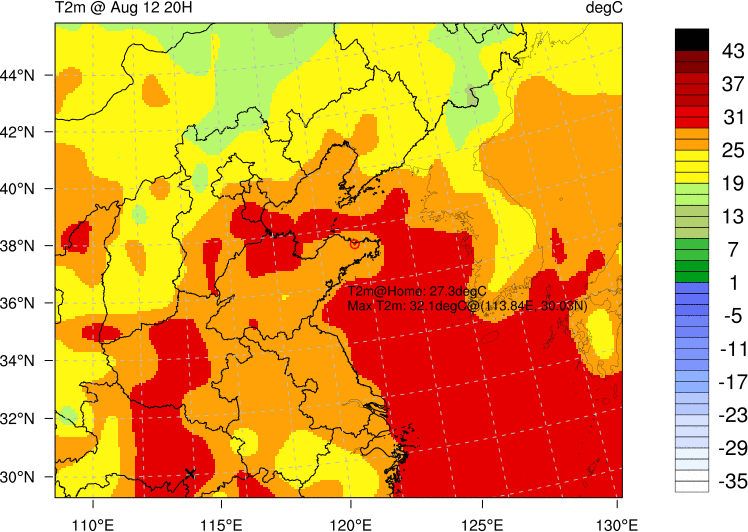 T2m @ Aug 12 20H
degC
44°N
42°N
40°N
38°N
36°N
34°N
32°N
30°N
110°E
115°E
120°E
125°E
130°E
T2m@Home: 27.3degC
Max T2m: 32.1degC@(113.84E, 30.03N)
43
37
31
25
19
13
7
1
-5
-11
-17
-23
-29
-35